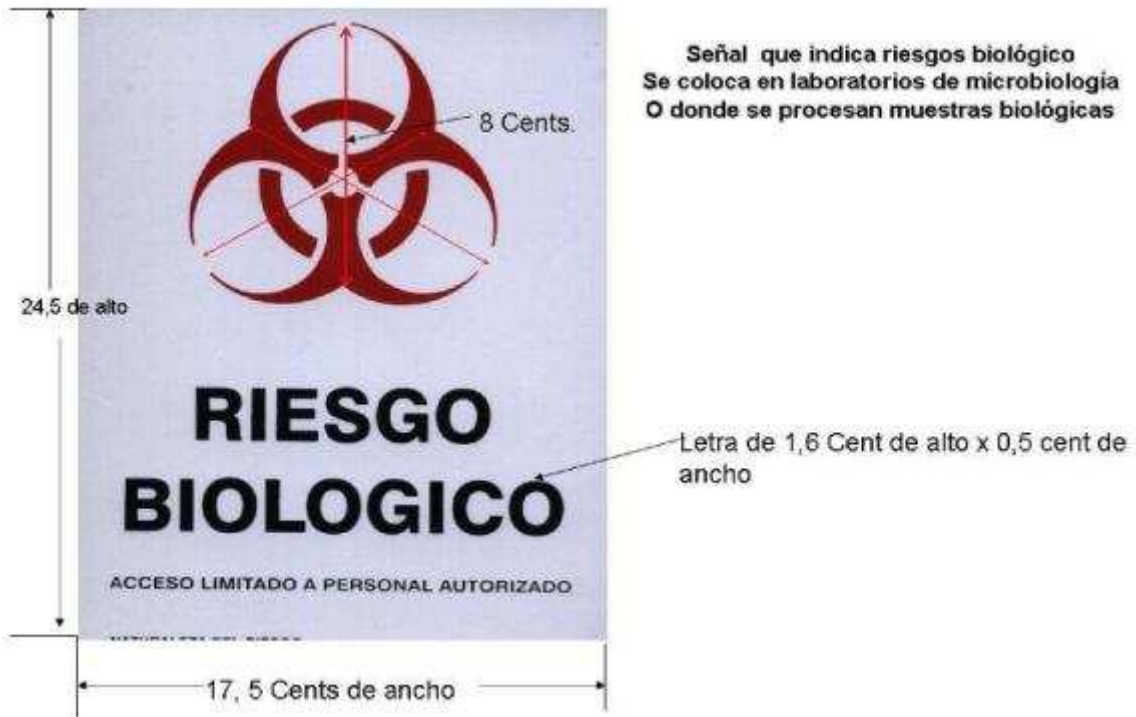 Señal que indica riesgos biológico
Se coloca en laboratorios de microbiología
O donde se procesan muestras biológicas
8 Cents.
24,5 de alto
RIESGO
BIOLOGICO
Letra de 1,6 Cent de alto x 0,5 cent de
ancho
ACCESO LIMITADO A PERSONAL AUTORIZADO
17, 5 Cents de ancho